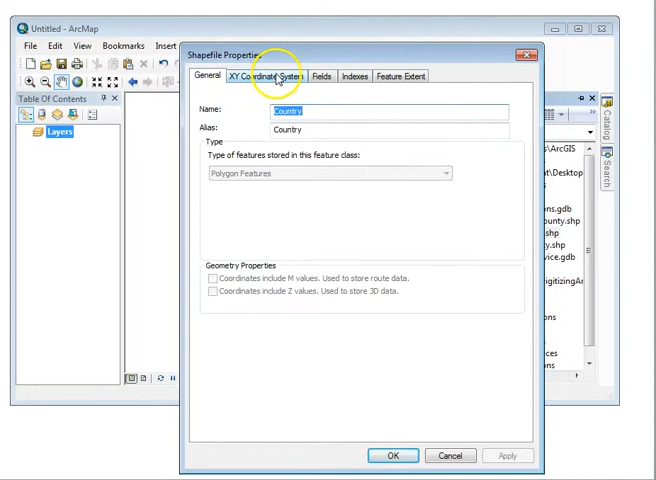 Untitled - ArcMap
File Edit View Bookmarks Insert
Table Of Contents
Layers
Shapefile Properties
General XY Coordinate System Fields Indexes Feature Extent
Name: Country
Alias: Country
Type
Type of features stored in this feature class:
Polygon Features
Geometry Properties
Coordinates include M values. Used to store route data.
Coordinates include Z values. Used to store 3D data.
OK Cancel Apply
Catalog
Search
s\ArcGIS
t\Desktop
ns.gdb
ounty.shp
.shp
ty.shp
vice.gdb
igitizingAr
ons
ces
ns